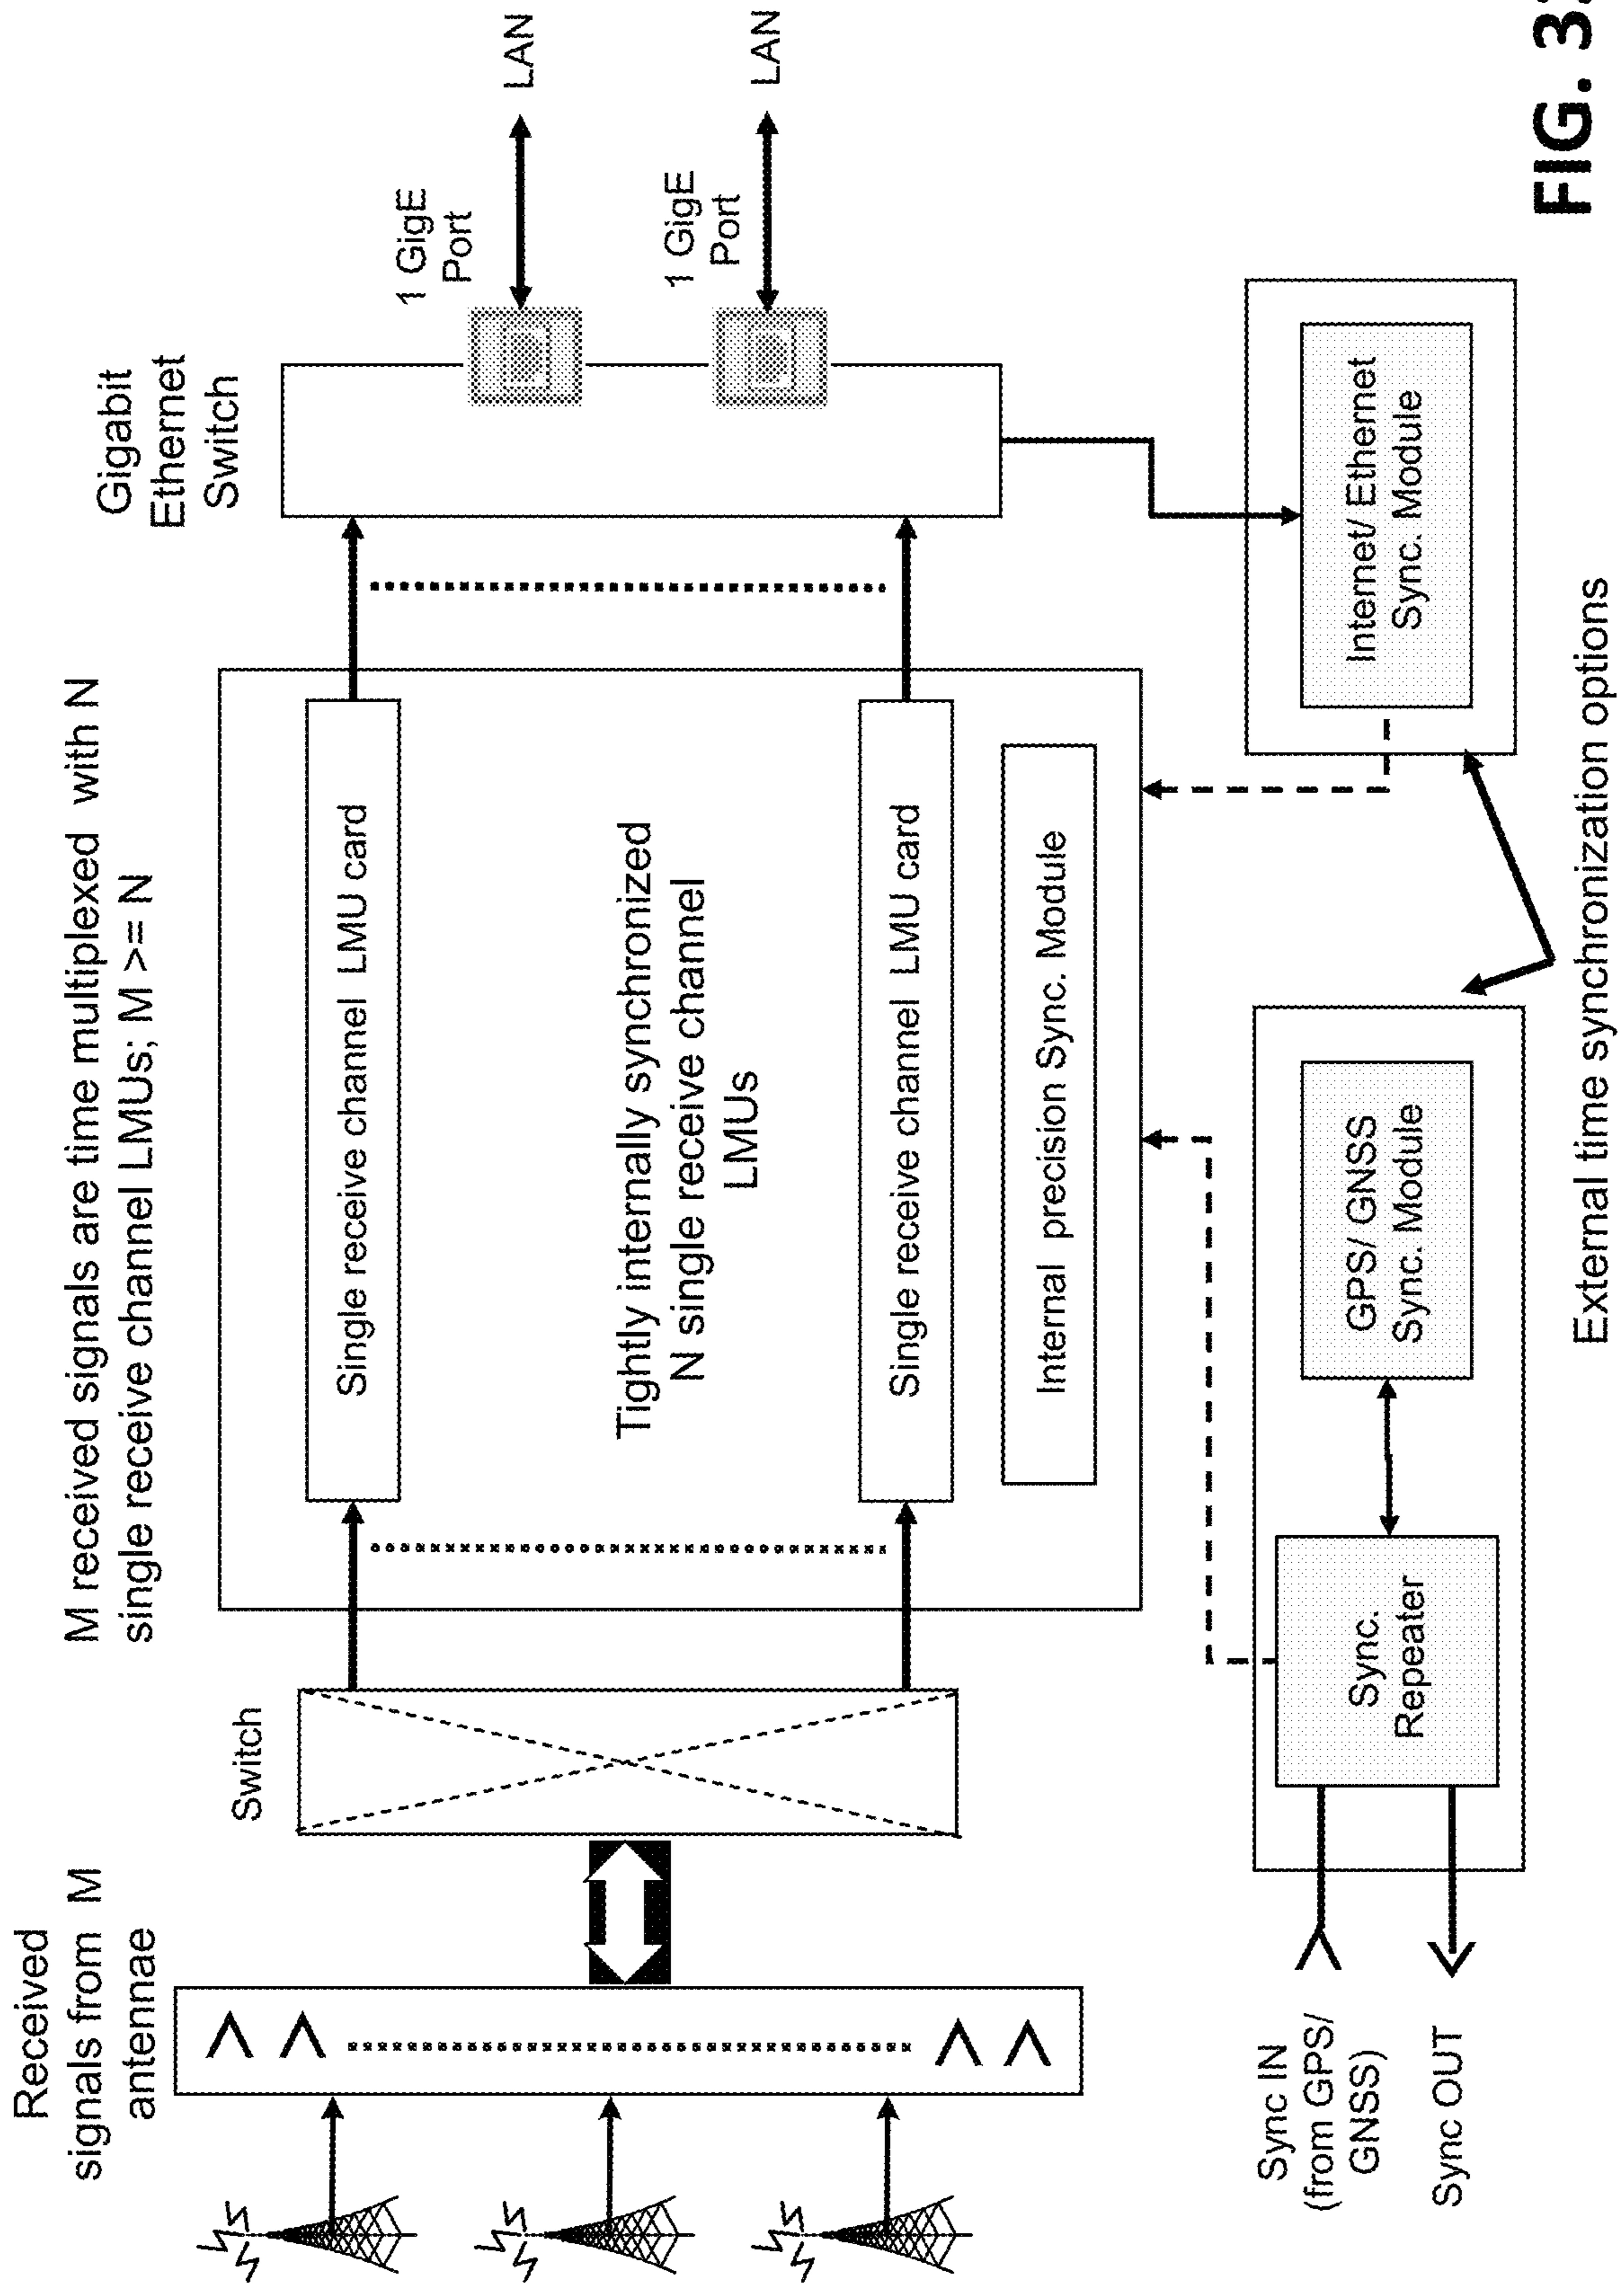 Received
signals from M
antennae
Switch
M received signals are time multiplexed with N
single receive channel LMUs; M >= N
Single receive channel LMU card
Tightly internally synchronized
N single receive channel
LMUs
Single receive channel LMU card
Internal precision Sync. Module
Gigabit
Ethernet
Switch
1 GigE
Port
LAN
1 GigE
Port
LAN
Sync IN
(from GPS/
GNSS)
Sync OUT
Sync.
Repeater
GPS/ GNSS
Sync. Module
Internet/ Ethernet
Sync. Module
External time synchronization options
FIG.